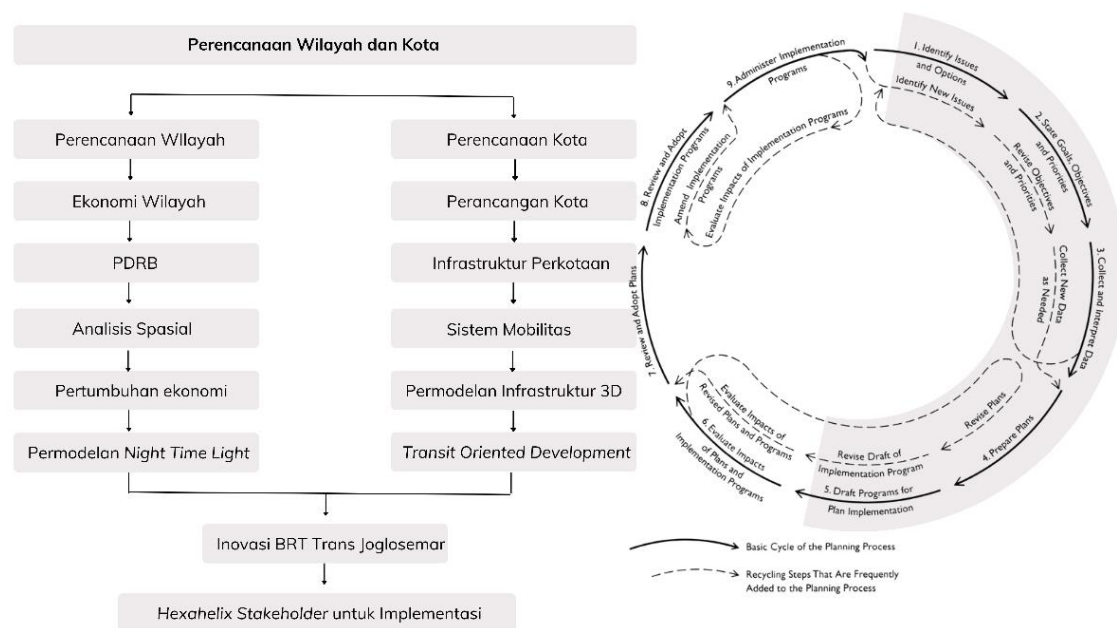 Perencanaan Wilayah dan Kota
Perencanaan WIlayah
Ekonomi Wilayah
PDRB
Analisis Spasial
Pertumbuhan ekonomi
Permodelan Night Time Light
Perencanaan Kota
Perancangan Kota
Infrastruktur Perkotaan
Sistem Mobilitas
Permodelan Infrastruktur 3D
Transit Oriented Development
Inovasi BRT Trans Joglosemar
Hexahelix Stakeholder untuk Implementasi
1. Identify Issues
and Options
Identify New Issues
2. State Goals, Objectives
and Priorities
Revise Objectives
and Priorities
3. Collect and Interpret Data
Collect New Data
as Needed
4. Prepare Plans
Revise Plans
5. Draft Programs for
Plan Implementation
Revise Draft of
Implementation Program
6. Evaluate Impacts
of Plans and
Implementation Programs
Evaluate Impacts of
Revised Plans and Programs
7. Review and Adopt Plans
8. Review and Adopt
Implementation Programs
Amend Implementation
Programs
9. Administer Implementation
Programs
Evaluate Impacts of Implementation Programs
Basic Cycle of the Planning Process
Recycling Steps That Are Frequently
Added to the Planning Process